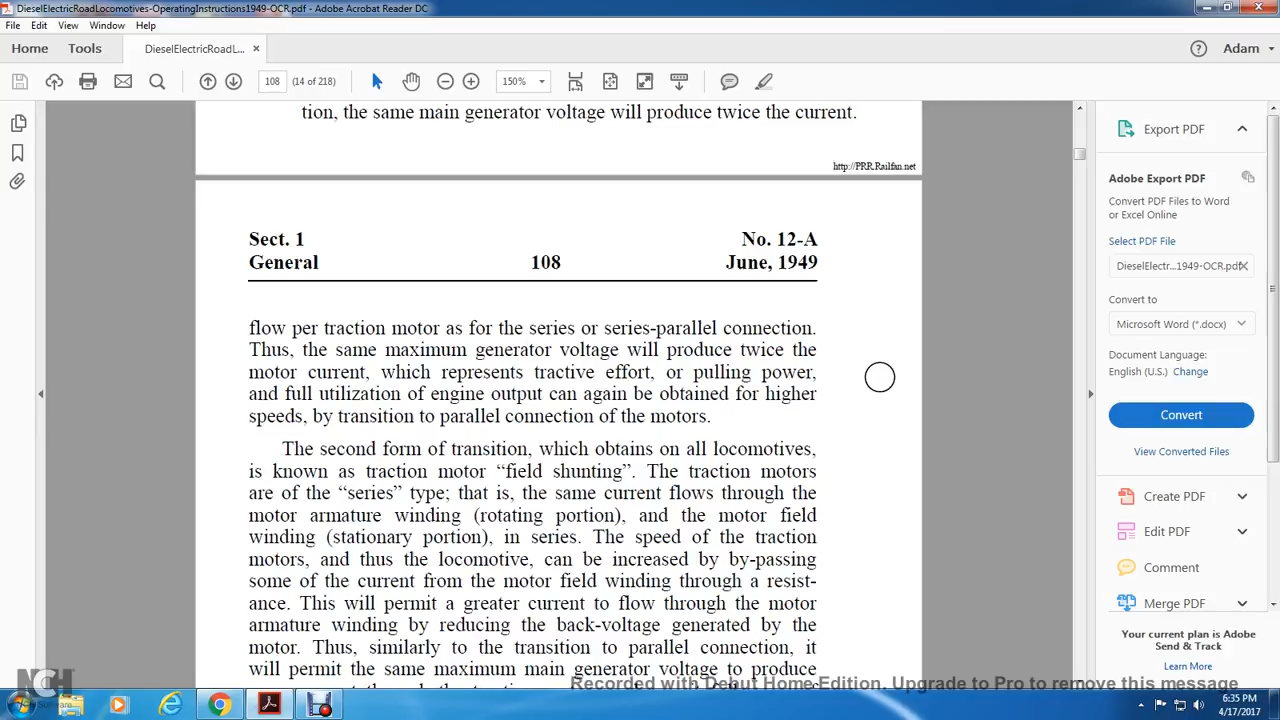 DieselElectricRoadLocomotives-OperatingInstructions1949-OCR.pdf - Adobe Acrobat Reader DC
File Edit View Window Help
Home Tools DieselElectricRoadL... × Adam
108 (14 of 218) 150%
tion, the same main generator voltage will produce twice the current.
http://PRR.Railfan.net
Sect. 1 No. 12-A
General 108 June, 1949
flow per traction motor as for the series or series-parallel connection.
Thus, the same maximum generator voltage will produce twice the
motor current, which represents tractive effort, or pulling power,
and full utilization of engine output can again be obtained for higher
speeds, by transition to parallel connection of the motors.
The second form of transition, which obtains on all locomotives,
is known as traction motor “field shunting”. The traction motors
are of the “series” type; that is, the same current flows through the
motor armature winding (rotating portion), and the motor field
winding (stationary portion), in series. The speed of the traction
motors, and thus the locomotive, can be increased by by-passing
some of the current from the motor field winding through a resist-
ance. This will permit a greater current to flow through the motor
armature winding by reducing the back-voltage generated by the
motor. Thus, similarly to the transition to parallel connection, it
will permit the same maximum main generator voltage to produce
Export PDF
Adobe Export PDF
Convert PDF Files to Word
or Excel Online
Select PDF File
DieselElectr...1949-OCR.pdf
Convert to
Microsoft Word (*.docx)
Document Language:
English (U.S.) Change
Convert
View Converted Files
Create PDF
Edit PDF
Comment
Merge PDF
Your current plan is Adobe
Send & Track
Learn More
NCH
Software
Recorded with Debut Home Edition. Upgrade to Pro to remove this message
6:35 PM
4/17/2017